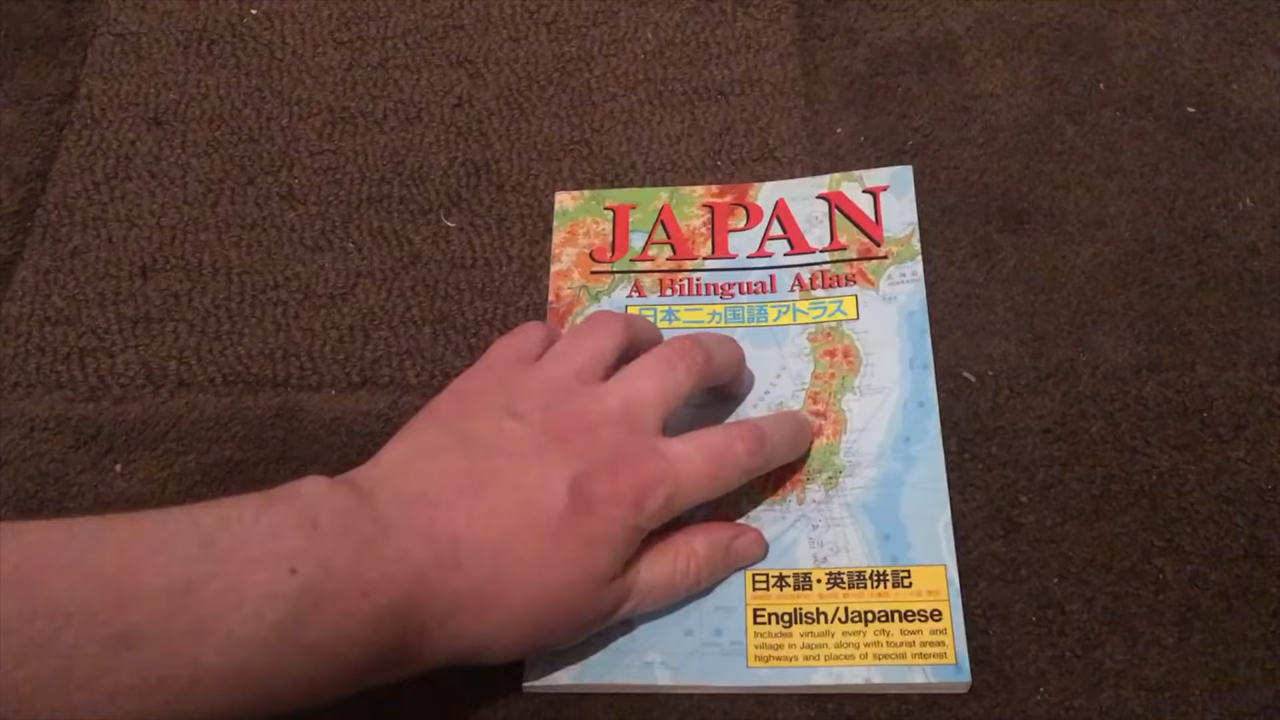 JAPAN
A Bilingual Atlas
日本二ヵ国語アトラス
日本語・英語併記
English/Japanese
Includes virtually every city, town and
village in Japan, along with tourist areas,
highways and places of special interest